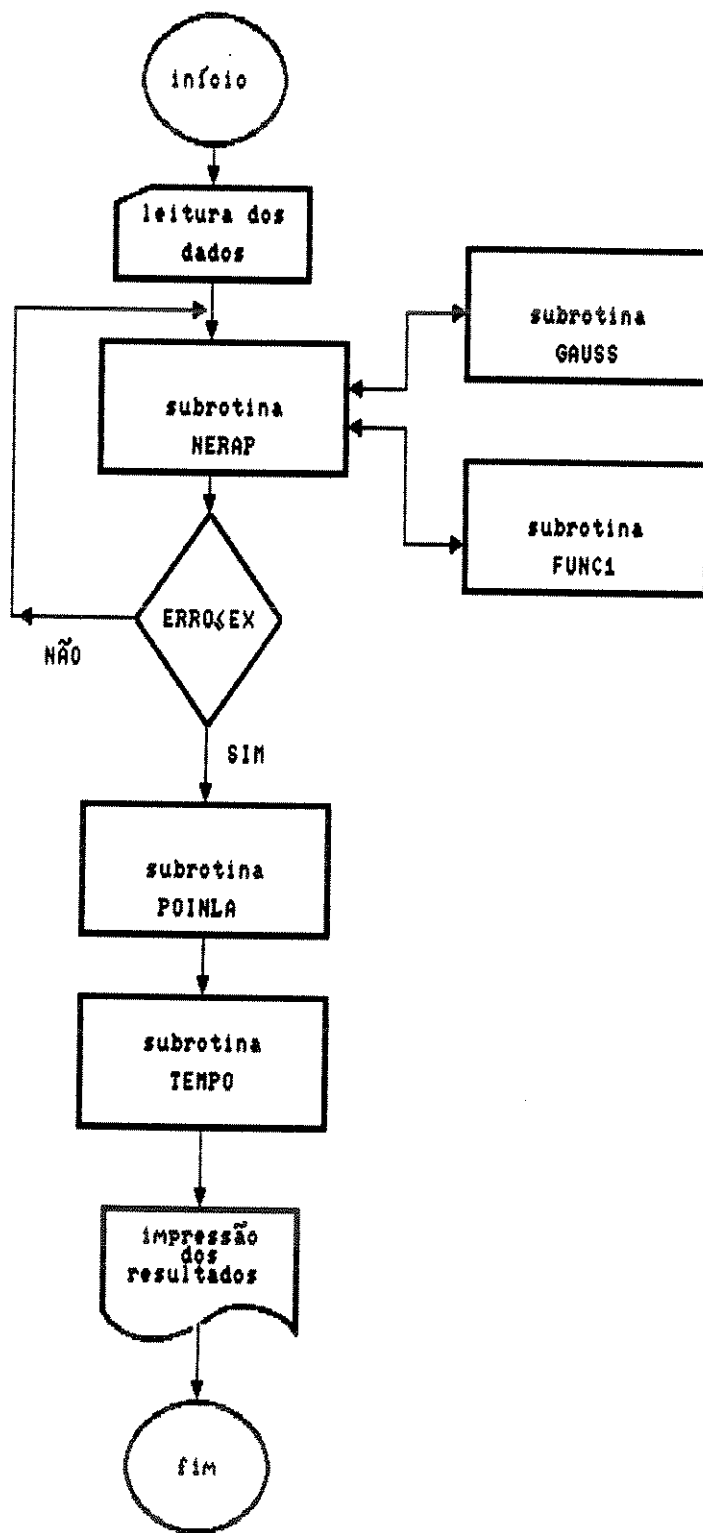 início
leitura dos
dados
subrotina
GAUSS
subrotina
NERAP
subrotina
FUNC1
ERRO≤EX
NÃO
SIM
subrotina
POINLA
subrotina
TEMPO
impressão
dos
resultados
fim